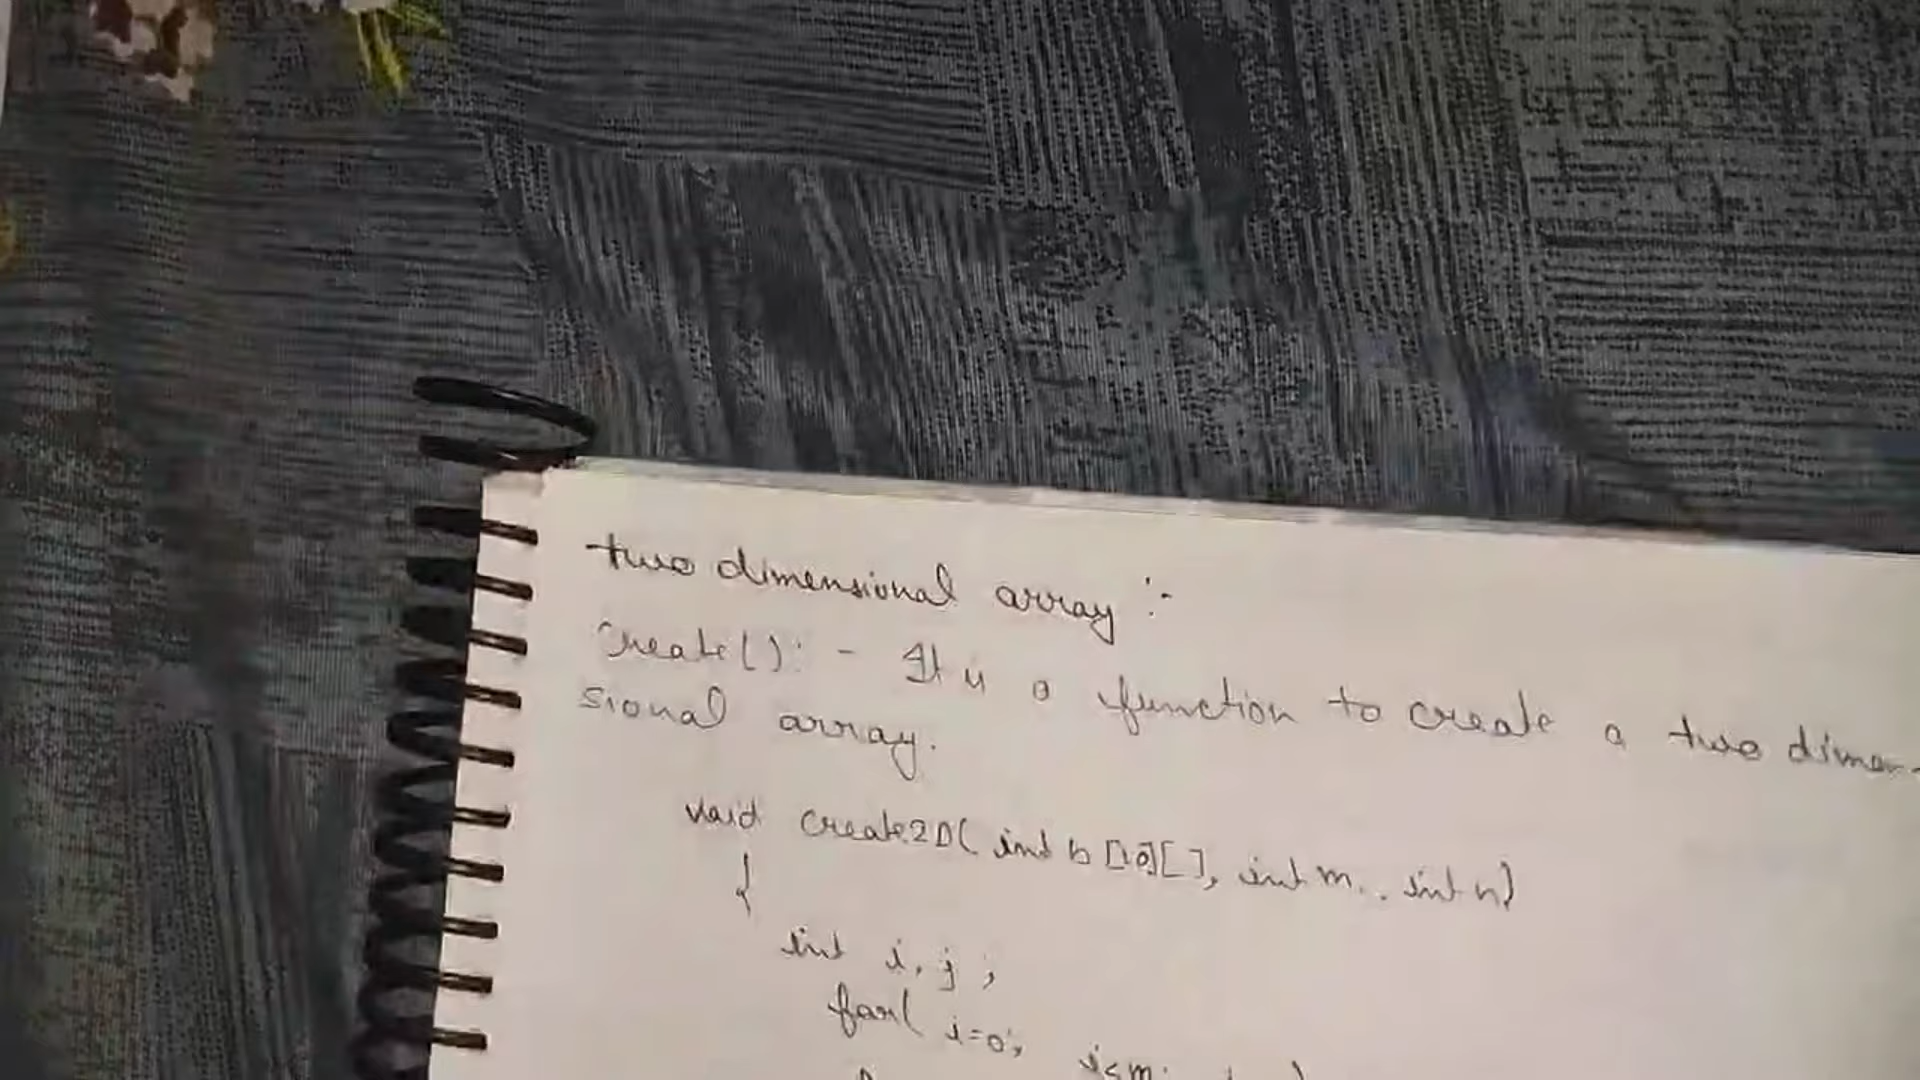 two dimensional array :-
Create() : - It is a function to create a two dimen-
sional array.
void create2D( int b [10][ ], int m, int n)
{
int i, j ;
for( i=0; i<m;